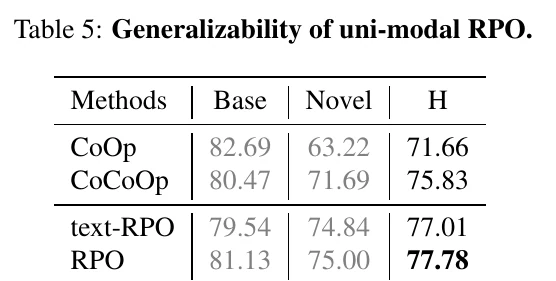 Table 5: Generalizability of uni-modal RPO.
Methods Base Novel H
CoOp 82.69 63.22 71.66
CoCoOp 80.47 71.69 75.83
text-RPO 79.54 74.84 77.01
RPO 81.13 75.00 77.78